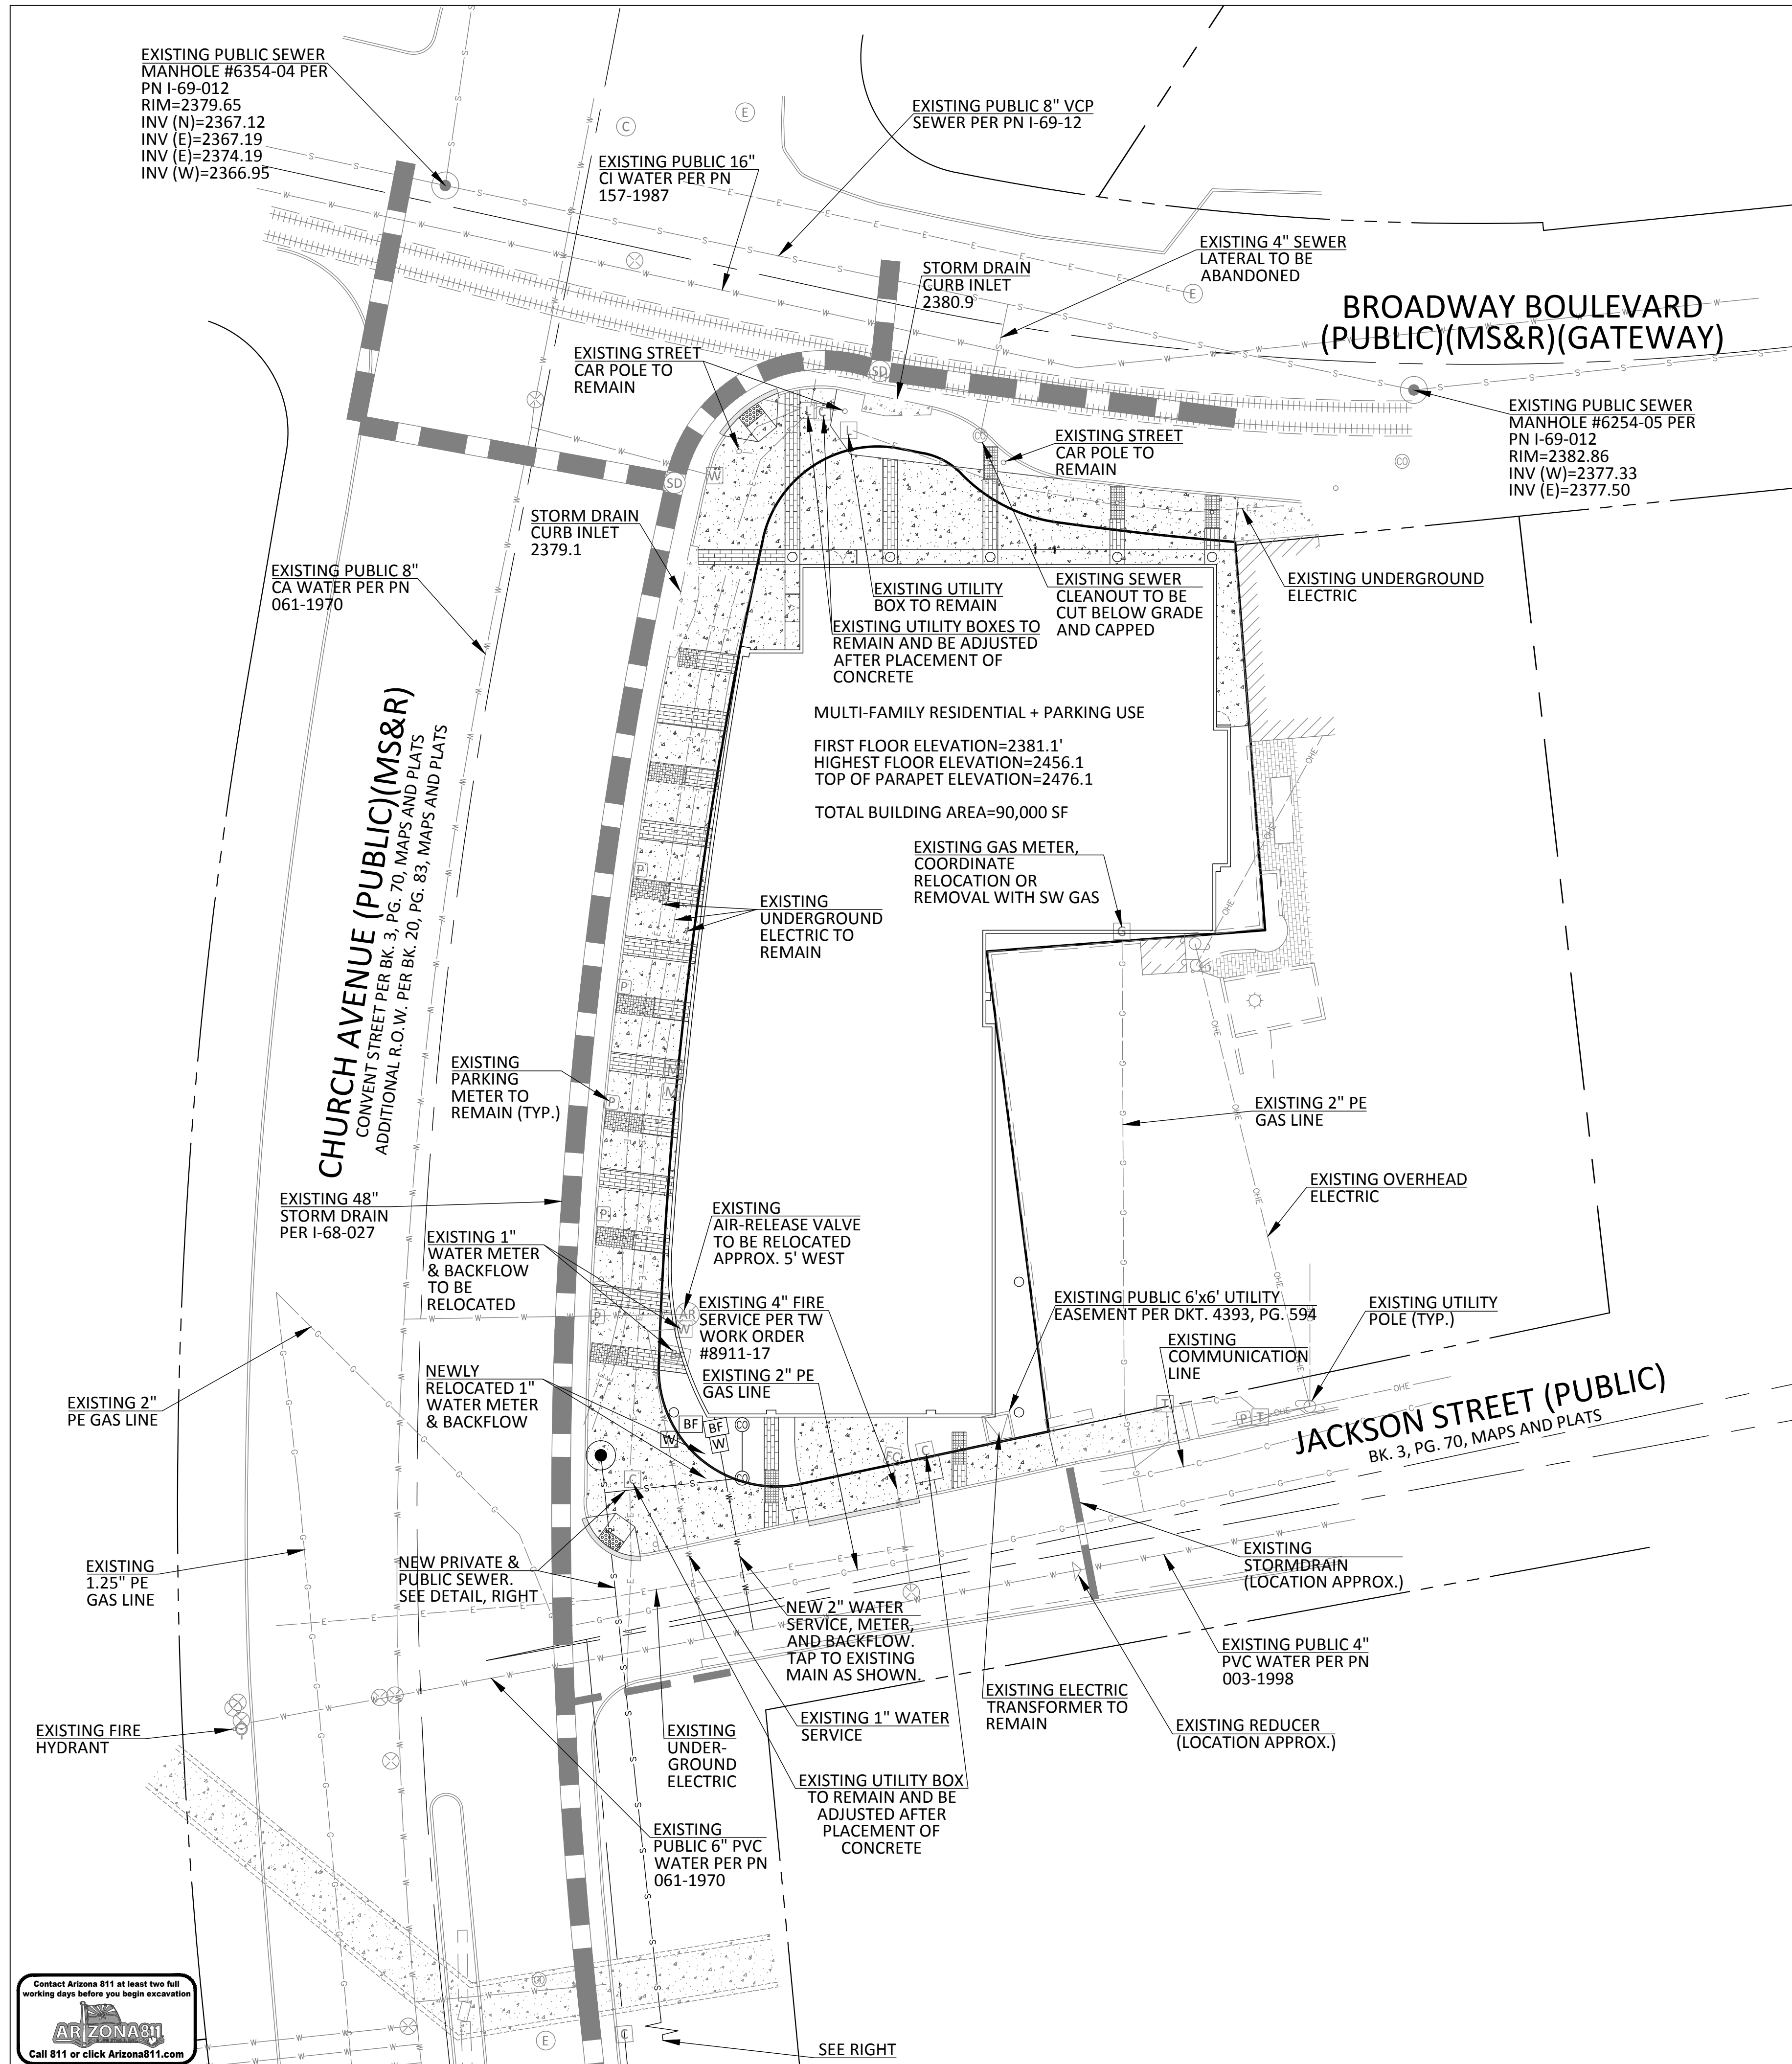 EXISTING PUBLIC SEWER
MANHOLE #6354-04 PER
PN I-69-012
RIM=2379.65
INV (N)=2367.12
INV (E)=2367.19
INV (E)=2374.19
INV (W)=2366.95
EXISTING PUBLIC 16"
CI WATER PER PN
157-1987
EXISTING PUBLIC 8" VCP
SEWER PER PN I-69-12
EXISTING 4" SEWER
LATERAL TO BE
ABANDONED
STORM DRAIN
CURB INLET
2380.9
BROADWAY BOULEVARD
(PUBLIC)(MS&R)(GATEWAY)
EXISTING STREET
CAR POLE TO
REMAIN
EXISTING STREET
CAR POLE TO
REMAIN
EXISTING PUBLIC SEWER
MANHOLE #6254-05 PER
PN I-69-012
RIM=2382.86
INV (W)=2377.33
INV (E)=2377.50
STORM DRAIN
CURB INLET
2379.1
EXISTING PUBLIC 8"
CA WATER PER PN
061-1970
EXISTING UTILITY
BOX TO REMAIN
EXISTING SEWER
CLEANOUT TO BE
CUT BELOW GRADE
AND CAPPED
EXISTING UNDERGROUND
ELECTRIC
EXISTING UTILITY BOXES TO
REMAIN AND BE ADJUSTED
AFTER PLACEMENT OF
CONCRETE
MULTI-FAMILY RESIDENTIAL + PARKING USE
FIRST FLOOR ELEVATION=2381.1'
HIGHEST FLOOR ELEVATION=2456.1
TOP OF PARAPET ELEVATION=2476.1
TOTAL BUILDING AREA=90,000 SF
EXISTING GAS METER,
COORDINATE
RELOCATION OR
REMOVAL WITH SW GAS
CHURCH AVENUE (PUBLIC)(MS&R)
CONVENT STREET PER BK. 3, PG. 70, MAPS AND PLATS
ADDITIONAL R.O.W. PER BK. 20, PG. 83, MAPS AND PLATS
EXISTING
UNDERGROUND
ELECTRIC TO
REMAIN
EXISTING
PARKING
METER TO
REMAIN (TYP.)
EXISTING 2" PE
GAS LINE
EXISTING OVERHEAD
ELECTRIC
EXISTING 48"
STORM DRAIN
PER I-68-027
EXISTING 1"
WATER METER
& BACKFLOW
TO BE
RELOCATED
EXISTING
AIR-RELEASE VALVE
TO BE RELOCATED
APPROX. 5' WEST
EXISTING 4" FIRE
SERVICE PER TW
WORK ORDER
#8911-17
EXISTING PUBLIC 6'x6' UTILITY
EASEMENT PER DKT. 4393, PG. 594
EXISTING UTILITY
POLE (TYP.)
EXISTING
COMMUNICATION
LINE
EXISTING 2"
PE GAS LINE
NEWLY
RELOCATED 1"
WATER METER
& BACKFLOW
EXISTING 2" PE
GAS LINE
JACKSON STREET (PUBLIC)
BK. 3, PG. 70, MAPS AND PLATS
EXISTING
1.25" PE
GAS LINE
NEW PRIVATE &
PUBLIC SEWER.
SEE DETAIL, RIGHT
EXISTING
STORMDRAIN
(LOCATION APPROX.)
NEW 2" WATER
SERVICE, METER,
AND BACKFLOW.
TAP TO EXISTING
MAIN AS SHOWN.
EXISTING PUBLIC 4"
PVC WATER PER PN
003-1998
EXISTING FIRE
HYDRANT
EXISTING
UNDER-
GROUND
ELECTRIC
EXISTING 1" WATER
SERVICE
EXISTING ELECTRIC
TRANSFORMER TO
REMAIN
EXISTING REDUCER
(LOCATION APPROX.)
EXISTING UTILITY BOX
TO REMAIN AND BE
ADJUSTED AFTER
PLACEMENT OF
CONCRETE
EXISTING
PUBLIC 6" PVC
WATER PER PN
061-1970
SEE RIGHT
Contact Arizona 811 at least two full
working days before you begin excavation
ARIZONA811
Call 811 or click Arizona811.com